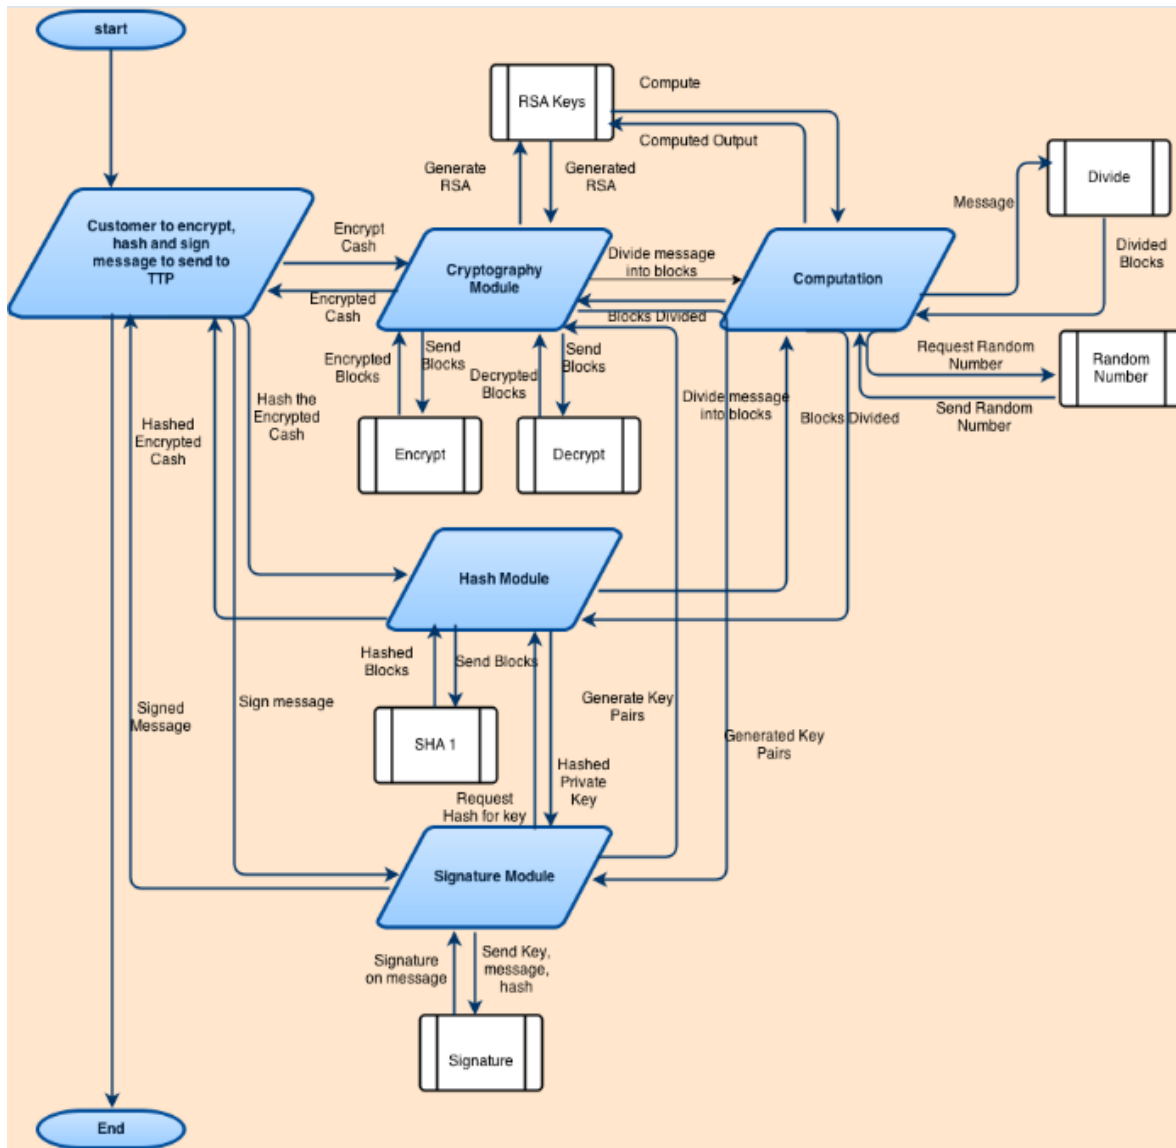 start
RSA Keys
Compute
Computed Output
Generate
RSA
Generated
RSA
Divide
Message
Divided
Blocks
Customer to encrypt,
hash and sign
message to send to
TTP
Encrypt
Cash
Encrypted
Cash
Cryptography
Module
Divide message
into blocks
Blocks Divided
Computation
Request Random
Number
Send Random
Number
Random
Number
Encrypted
Blocks
Send
Blocks
Decrypted
Blocks
Send
Blocks
Divide message
into blocks
Blocks Divided
Hashed
Encrypted
Cash
Hash the
Encrypted
Cash
Encrypt
Decrypt
Hash Module
Hashed
Blocks
Send Blocks
Signed
Message
Sign message
SHA 1
Generate Key
Pairs
Generated Key
Pairs
Request
Hash for key
Hashed
Private
Key
Signature Module
Signature
on message
Send Key,
message,
hash
Signature
End